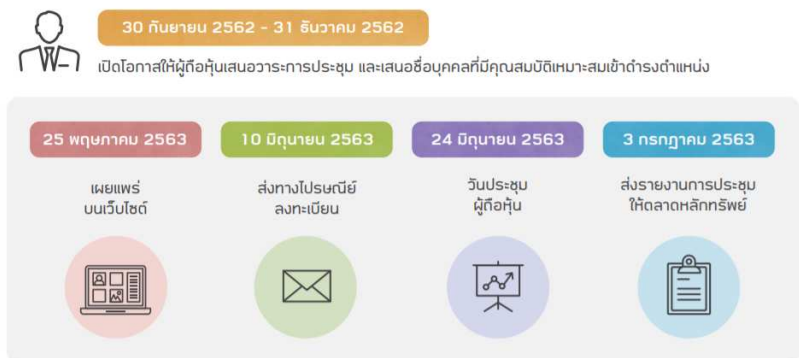 30 กันยายน 2562 - 31 ธันวาคม 2562
เปิดโอกาสให้ผู้ถือหุ้นเสนอวาระการประชุม และเสนอชื่อบุคคลที่มีคุณสมบัติเหมาะสมเข้าดำรงตำแหน่ง
25 พฤษภาคม 2563
เผยแพร่
บนเว็บไซต์
10 มิถุนายน 2563
ส่งทางไปรษณีย์
ลงทะเบียน
24 มิถุนายน 2563
วันประชุม
ผู้ถือหุ้น
3 กรกฎาคม 2563
ส่งรายงานการประชุม
ให้ตลาดหลักทรัพย์